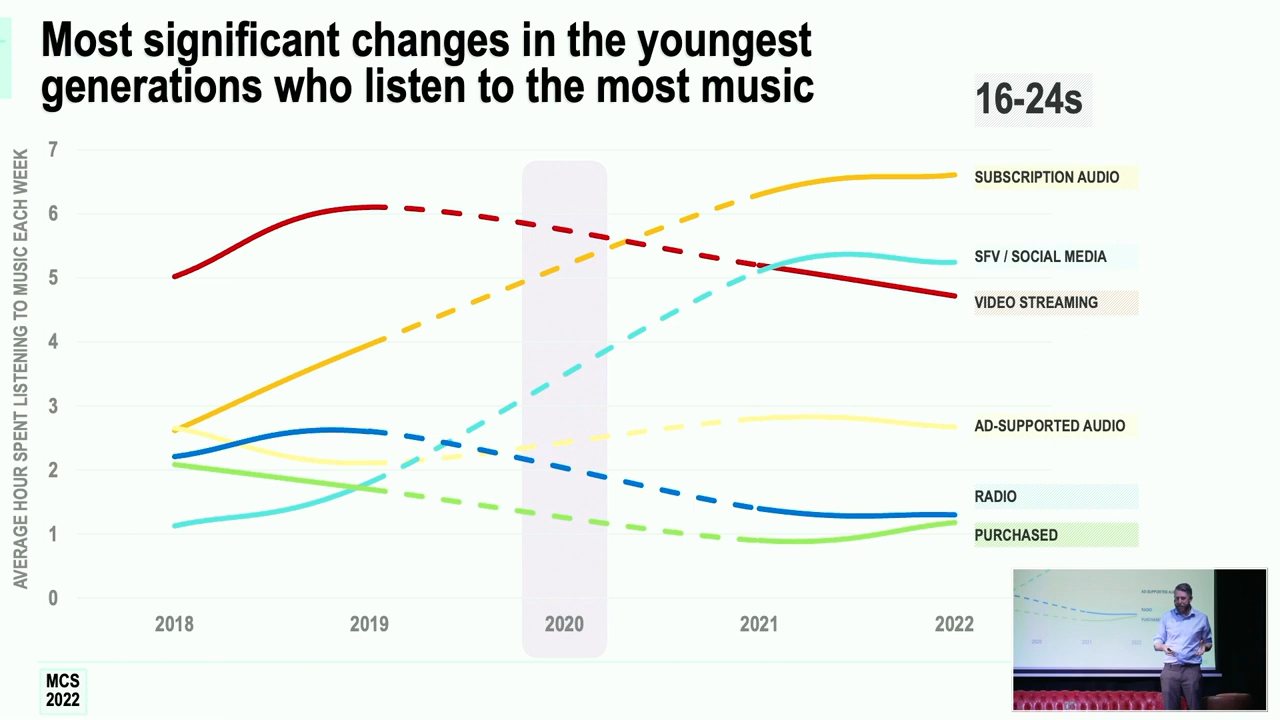 Most significant changes in the youngest
generations who listen to the most music
16-24s
AVERAGE HOUR SPENT LISTENING TO MUSIC EACH WEEK
7
6
5
4
3
2
1
0
SUBSCRIPTION AUDIO
SFV / SOCIAL MEDIA
VIDEO STREAMING
AD-SUPPORTED AUDIO
RADIO
PURCHASED
2018
2019
2020
2021
2022
MCS
2022